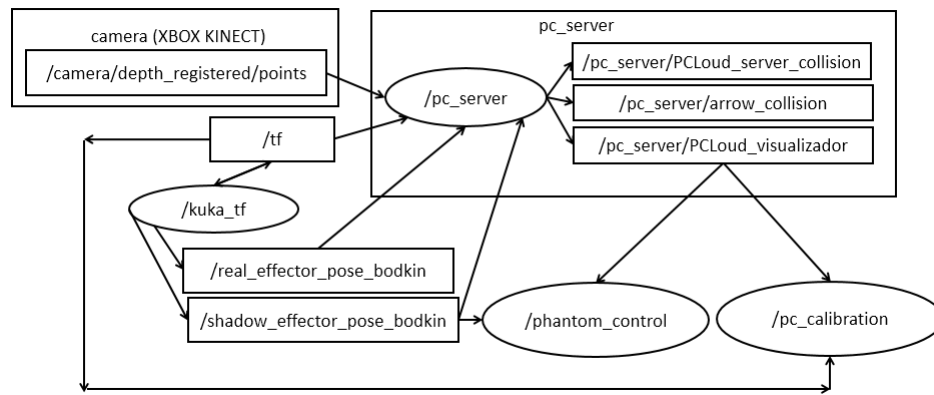 camera (XBOX KINECT)
/camera/depth_registered/points
pc_server
/pc_server
/pc_server/PCLoud_server_collision
/pc_server/arrow_collision
/pc_server/PCLoud_visualizador
/tf
/kuka_tf
/real_effector_pose_bodkin
/shadow_effector_pose_bodkin
/phantom_control
/pc_calibration